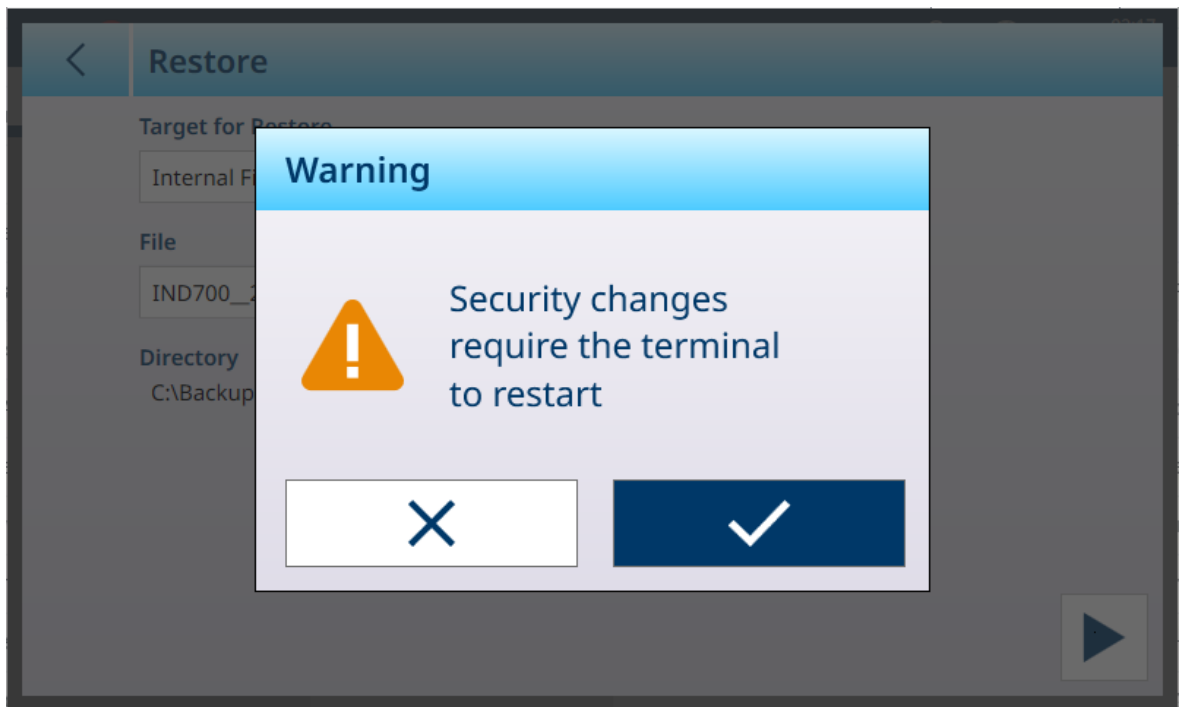 Restore
Target for Restore
Internal Fi
File
IND700__2
Directory
C:\Backup
Warning
Security changes
require the terminal
to restart